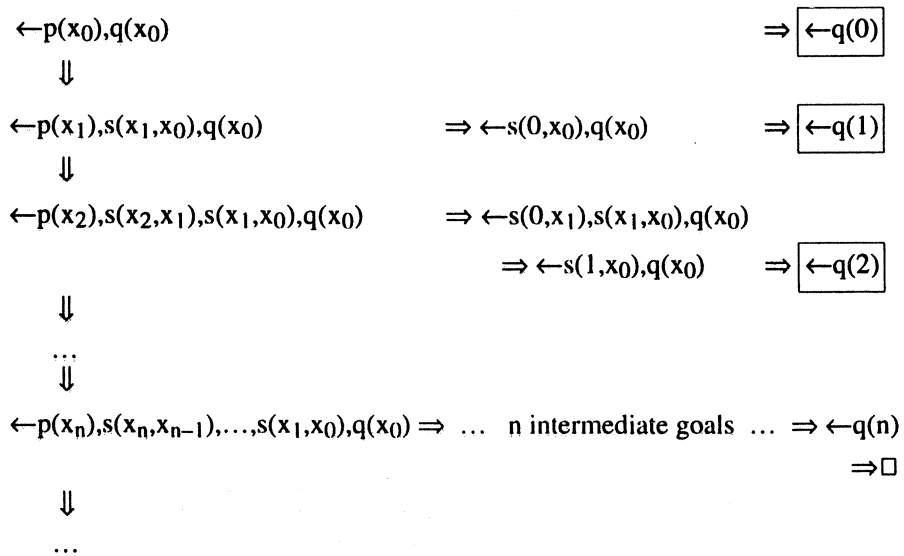 ←p(x₀),q(x₀) ⇒ ←q(0)
⇓
←p(x₁),s(x₁,x₀),q(x₀) ⇒ ←s(0,x₀),q(x₀) ⇒ ←q(1)
⇓
←p(x₂),s(x₂,x₁),s(x₁,x₀),q(x₀) ⇒ ←s(0,x₁),s(x₁,x₀),q(x₀)
⇒ ←s(1,x₀),q(x₀) ⇒ ←q(2)
⇓
...
⇓
←p(xₙ),s(xₙ,xₙ₋₁),...,s(x₁,x₀),q(x₀) ⇒ ... n intermediate goals ... ⇒ ←q(n)
⇒□
⇓
...